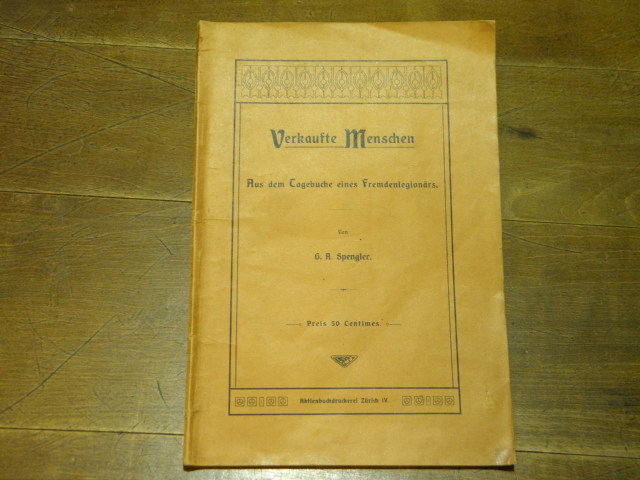 Verkaufte Menschen
Aus dem Tagebuche eines Fremdenlegionärs.
Von
G. A. Spengler.
Preis 50 Centimes.
Aktienbuchdruckerei Zürich IV.